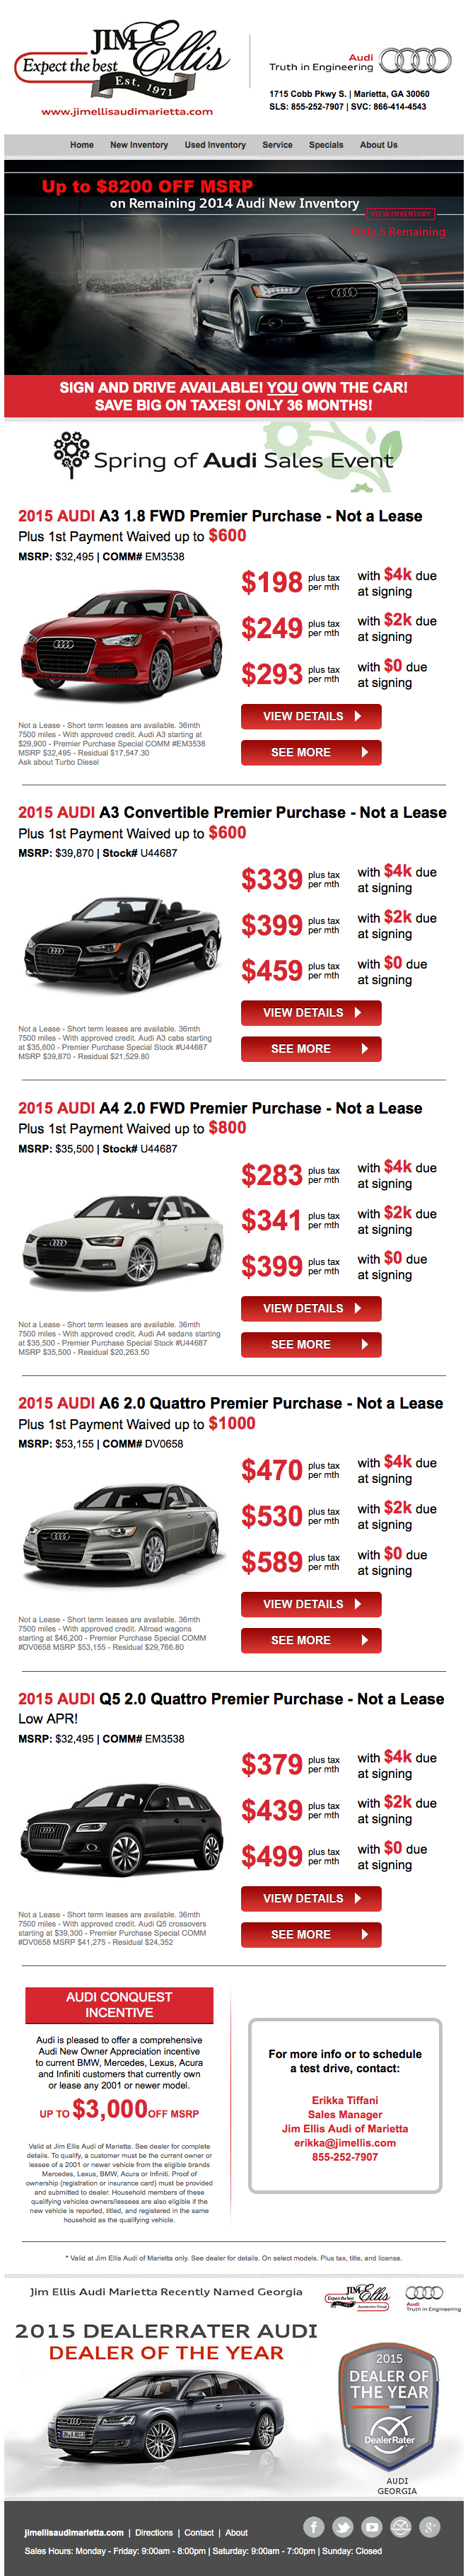 JIM Ellis
Expect the best
Est. 1971
www.jimellisaudimarietta.com
Audi
Truth in Engineering
1715 Cobb Pkwy S. | Marietta, GA 30060
SLS: 855-252-7907 | SVC: 866-414-4543
Home New Inventory Used Inventory Service Specials About Us
Up to $8200 OFF MSRP
on Remaining 2014 Audi New Inventory
VIEW INVENTORY
Only 5 Remaining
SIGN AND DRIVE AVAILABLE! YOU OWN THE CAR!
SAVE BIG ON TAXES! ONLY 36 MONTHS!
Spring of Audi Sales Event
2015 AUDI A3 1.8 FWD Premier Purchase - Not a Lease
Plus 1st Payment Waived up to $600
MSRP: $32,495 | COMM# EM3538
$198 plus tax per mth with $4k due at signing
$249 plus tax per mth with $2k due at signing
$293 plus tax per mth with $0 due at signing
VIEW DETAILS
SEE MORE
Not a Lease - Short term leases are available. 36mth
7500 miles - With approved credit. Audi A3 starting at
$29,900 - Premier Purchase Special COMM #EM3538
MSRP $32,495 - Residual $17,547.30
Ask about Turbo Diesel
2015 AUDI A3 Convertible Premier Purchase - Not a Lease
Plus 1st Payment Waived up to $600
MSRP: $39,870 | Stock# U44687
$339 plus tax per mth with $4k due at signing
$399 plus tax per mth with $2k due at signing
$459 plus tax per mth with $0 due at signing
VIEW DETAILS
SEE MORE
Not a Lease - Short term leases are available. 36mth
7500 miles - With approved credit. Audi A3 cabs starting
at $35,600 - Premier Purchase Special Stock #U44687
MSRP $39,870 - Residual $21,529.80
2015 AUDI A4 2.0 FWD Premier Purchase - Not a Lease
Plus 1st Payment Waived up to $800
MSRP: $35,500 | Stock# U44687
$283 plus tax per mth with $4k due at signing
$341 plus tax per mth with $2k due at signing
$399 plus tax per mth with $0 due at signing
VIEW DETAILS
SEE MORE
Not a Lease - Short term leases are available. 36mth
7500 miles - With approved credit. Audi A4 sedans starting
at $35,500 - Premier Purchase Special Stock #U44687
MSRP $35,500 - Residual $20,263.50
2015 AUDI A6 2.0 Quattro Premier Purchase - Not a Lease
Plus 1st Payment Waived up to $1000
MSRP: $53,155 | COMM# DV0658
$470 plus tax per mth with $4k due at signing
$530 plus tax per mth with $2k due at signing
$589 plus tax per mth with $0 due at signing
VIEW DETAILS
SEE MORE
Not a Lease - Short term leases are available. 36mth
7500 miles - With approved credit. Allroad wagons
starting at $46,200 - Premier Purchase Special COMM
#DV0658 MSRP $53,155 - Residual $29,766.80
2015 AUDI Q5 2.0 Quattro Premier Purchase - Not a Lease
Low APR!
MSRP: $32,495 | COMM# EM3538
$379 plus tax per mth with $4k due at signing
$439 plus tax per mth with $2k due at signing
$499 plus tax per mth with $0 due at signing
VIEW DETAILS
SEE MORE
Not a Lease - Short term leases are available. 36mth
7500 miles - With approved credit. Audi Q5 crossovers
starting at $39,300 - Premier Purchase Special COMM
#DV0658 MSRP $41,275 - Residual $24,352
AUDI CONQUEST
INCENTIVE
Audi is pleased to offer a comprehensive
Audi New Owner Appreciation incentive
to current BMW, Mercedes, Lexus, Acura
and Infiniti customers that currently own
or lease any 2001 or newer model.
UP TO $3,000 OFF MSRP
Valid at Jim Ellis Audi of Marietta. See dealer for complete
details. To qualify, a customer must be the current owner or
lessee of a 2001 or newer vehicle from the eligible brands
Mercedes, Lexus, BMW, Acura or Infiniti. Proof of
ownership (registration or insurance card) must be provided
and submitted to dealer. Household members of these
qualifying vehicles owners/lessees are also eligible if the
new vehicle is reported, titled, and registered in the same
household as the qualifying vehicle.
For more info or to schedule
a test drive, contact:
Erikka Tiffani
Sales Manager
Jim Ellis Audi of Marietta
erikka@jimellis.com
855-252-7907
* Valid at Jim Ellis Audi of Marietta only. See dealer for details. On select models. Plus tax, title, and license.
Jim Ellis Audi Marietta Recently Named Georgia
JIM Ellis
Expect the best
Automotive Group
Audi
Truth in Engineering
2015 DEALERRATER AUDI
DEALER OF THE YEAR
2015
DEALER OF
THE YEAR
DealerRater
AUDI
GEORGIA
jimellisaudimarietta.com | Directions | Contact | About
Sales Hours: Monday - Friday: 9:00am - 8:00pm | Saturday: 9:00am - 7:00pm | Sunday: Closed